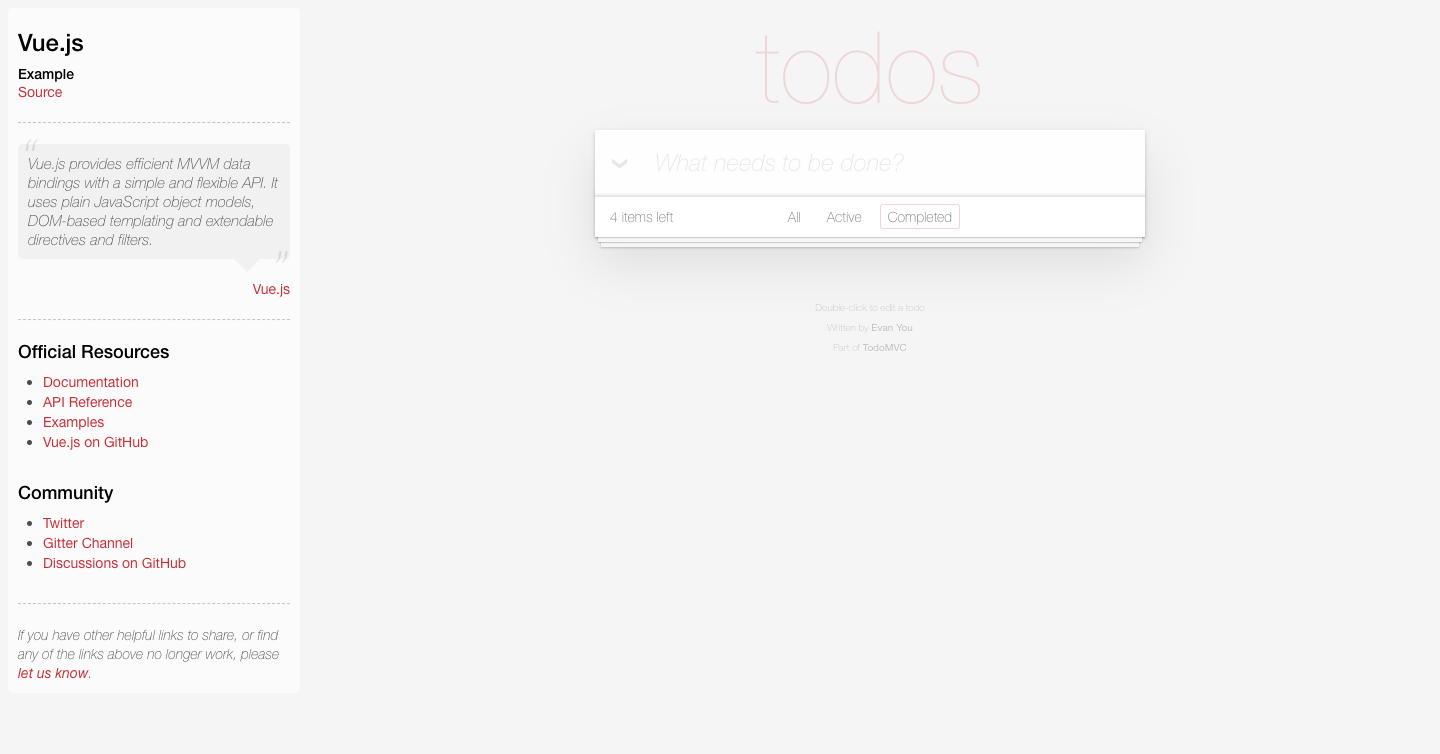 Vue.js
Example
Source
“
Vue.js provides efficient MVVM data
bindings with a simple and flexible API. It
uses plain JavaScript object models,
DOM-based templating and extendable
directives and filters.
”
Vue.js
Official Resources
Documentation
API Reference
Examples
Vue.js on GitHub
Community
Twitter
Gitter Channel
Discussions on GitHub
If you have other helpful links to share, or find
any of the links above no longer work, please
let us know.
todos
What needs to be done?
4 items left All Active Completed
Double-click to edit a todo
Written by Evan You
Part of TodoMVC